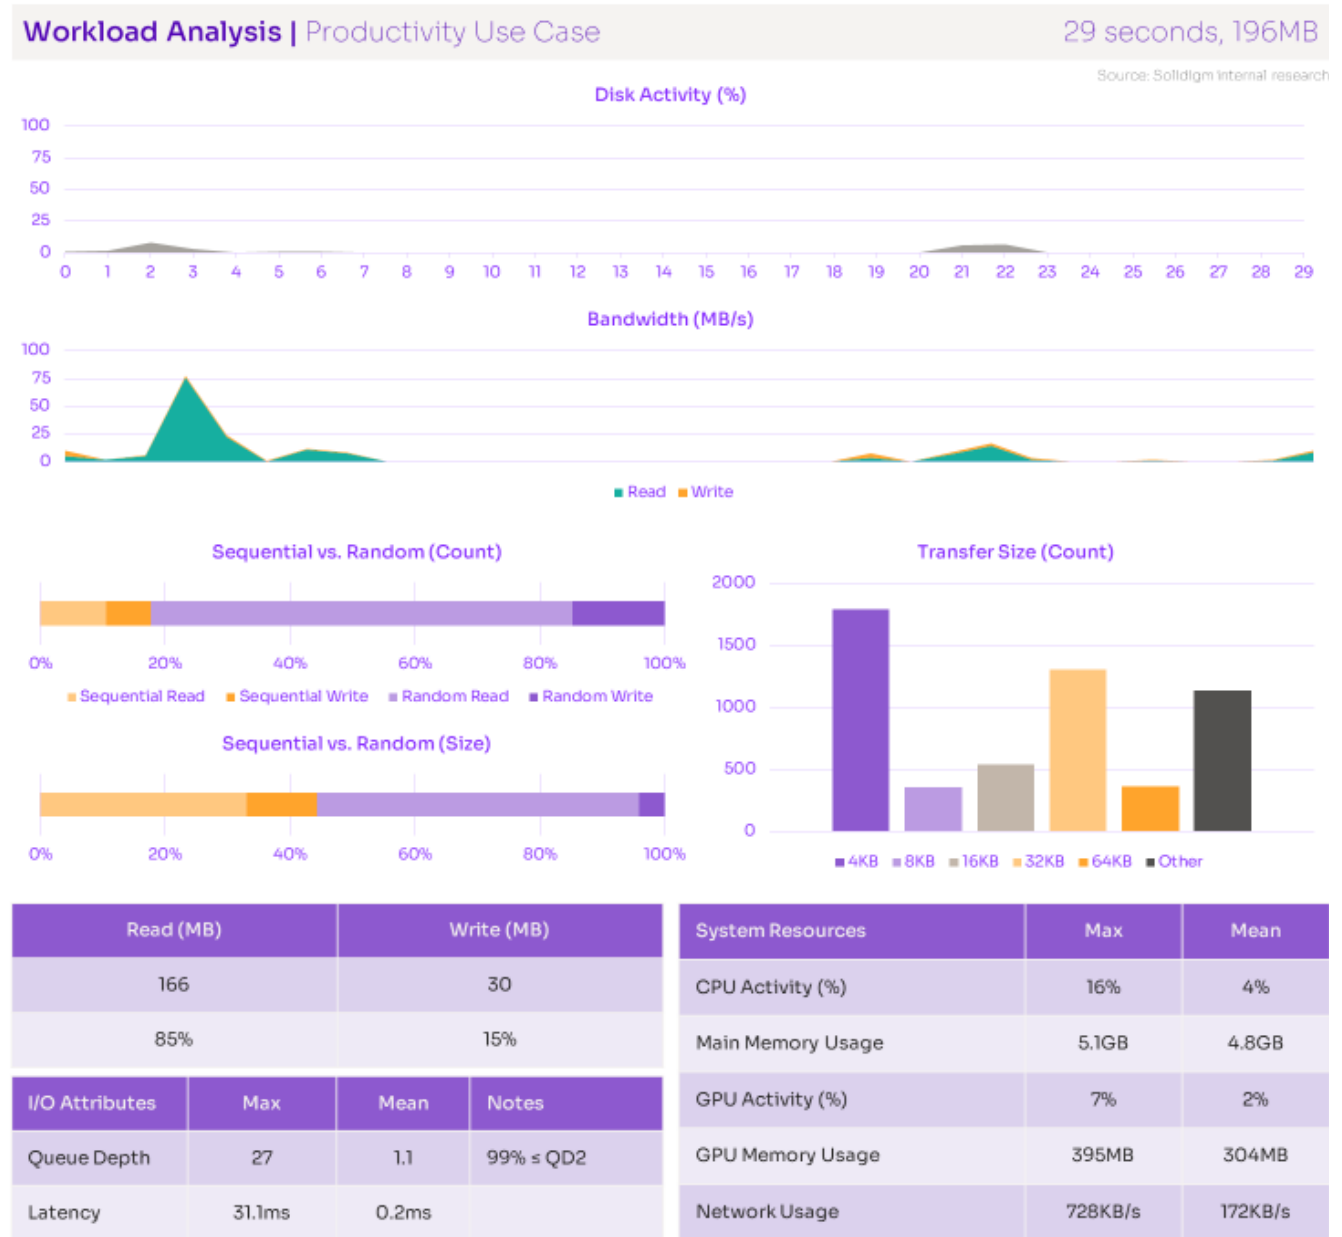 Workload Analysis | Productivity Use Case
29 seconds, 196MB
Source: Solidigm internal research
Disk Activity (%)
100
75
50
25
0
0 1 2 3 4 5 6 7 8 9 10 11 12 13 14 15 16 17 18 19 20 21 22 23 24 25 26 27 28 29
Bandwidth (MB/s)
100
75
50
25
0
Read Write
Sequential vs. Random (Count)
0% 20% 40% 60% 80% 100%
Sequential Read Sequential Write Random Read Random Write
Sequential vs. Random (Size)
0% 20% 40% 60% 80% 100%
Transfer Size (Count)
2000
1500
1000
500
0
4KB 8KB 16KB 32KB 64KB Other
Read (MB) Write (MB)
166 30
85% 15%
I/O Attributes Max Mean Notes
Queue Depth 27 1.1 99% ≤ QD2
Latency 31.1ms 0.2ms
System Resources Max Mean
CPU Activity (%) 16% 4%
Main Memory Usage 5.1GB 4.8GB
GPU Activity (%) 7% 2%
GPU Memory Usage 395MB 304MB
Network Usage 728KB/s 172KB/s